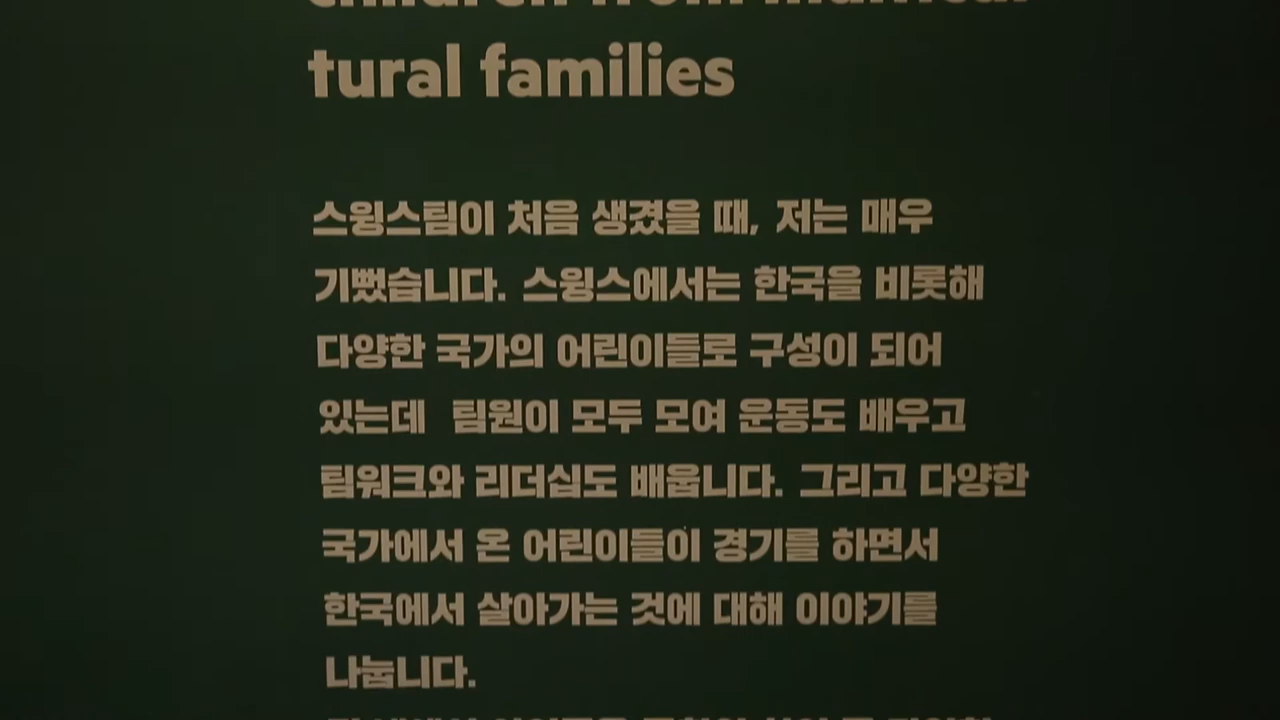 children from multicul
tural families
스윙스팀이 처음 생겼을 때, 저는 매우
기뻤습니다. 스윙스에서는 한국을 비롯해
다양한 국가의 어린이들로 구성이 되어
있는데 팀원이 모두 모여 운동도 배우고
팀워크와 리더십도 배웁니다. 그리고 다양한
국가에서 온 어린이들이 경기를 하면서
한국에서 살아가는 것에 대해 이야기를
나눕니다.